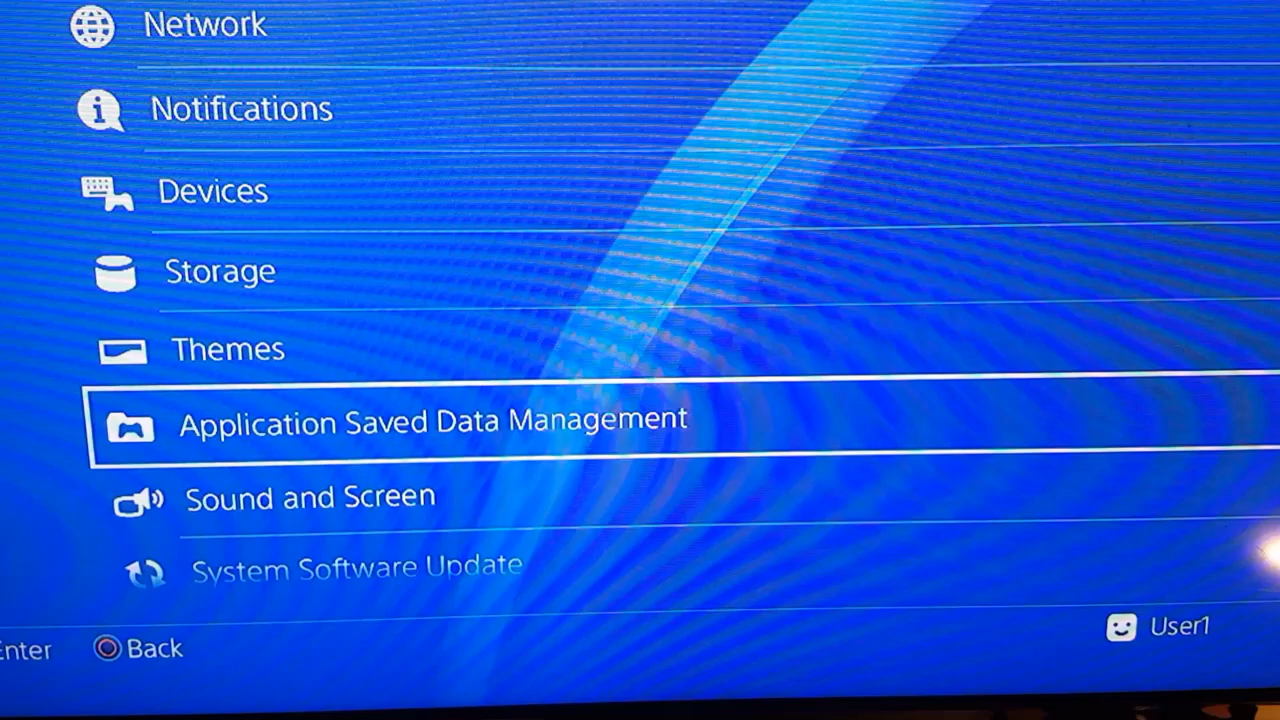 Network
Notifications
Devices
Storage
Themes
Application Saved Data Management
Sound and Screen
System Software Update
Enter
Back
User1